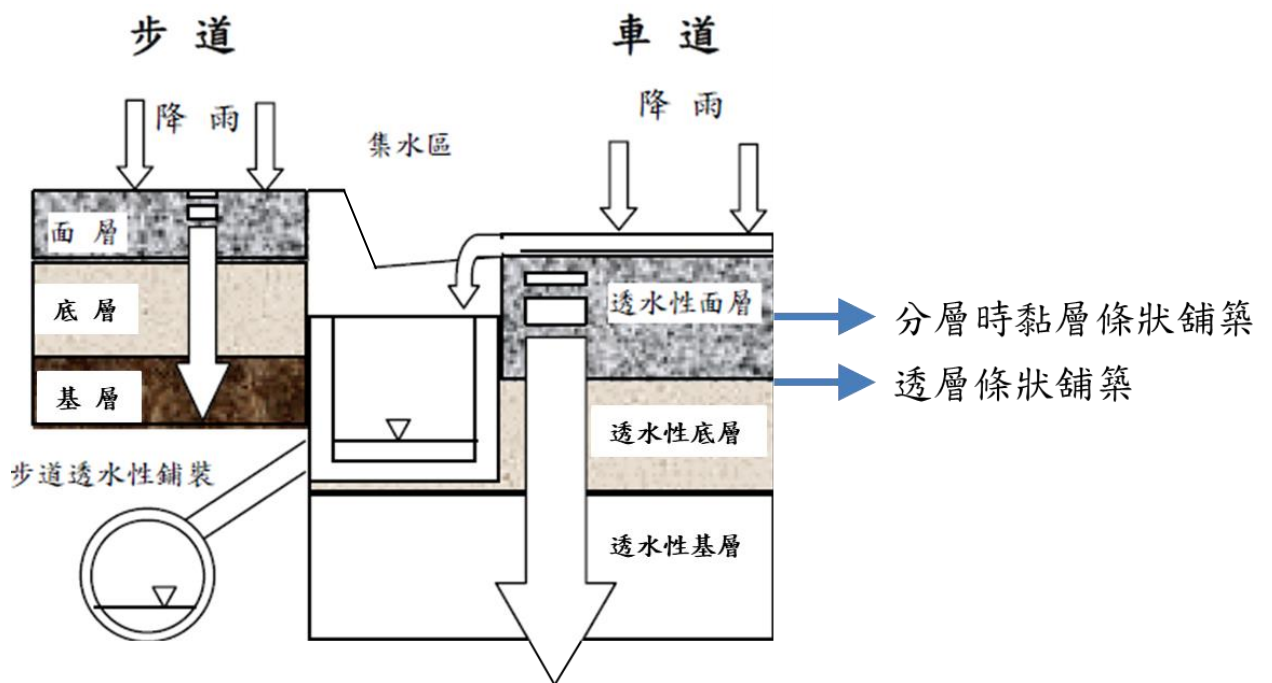 步 道
車 道
降 雨
降 雨
集水區
面 層
底 層
基 層
步道透水性鋪裝
透水性面層
透水性底層
透水性基層
分層時黏層條狀舖築
透層條狀舖築